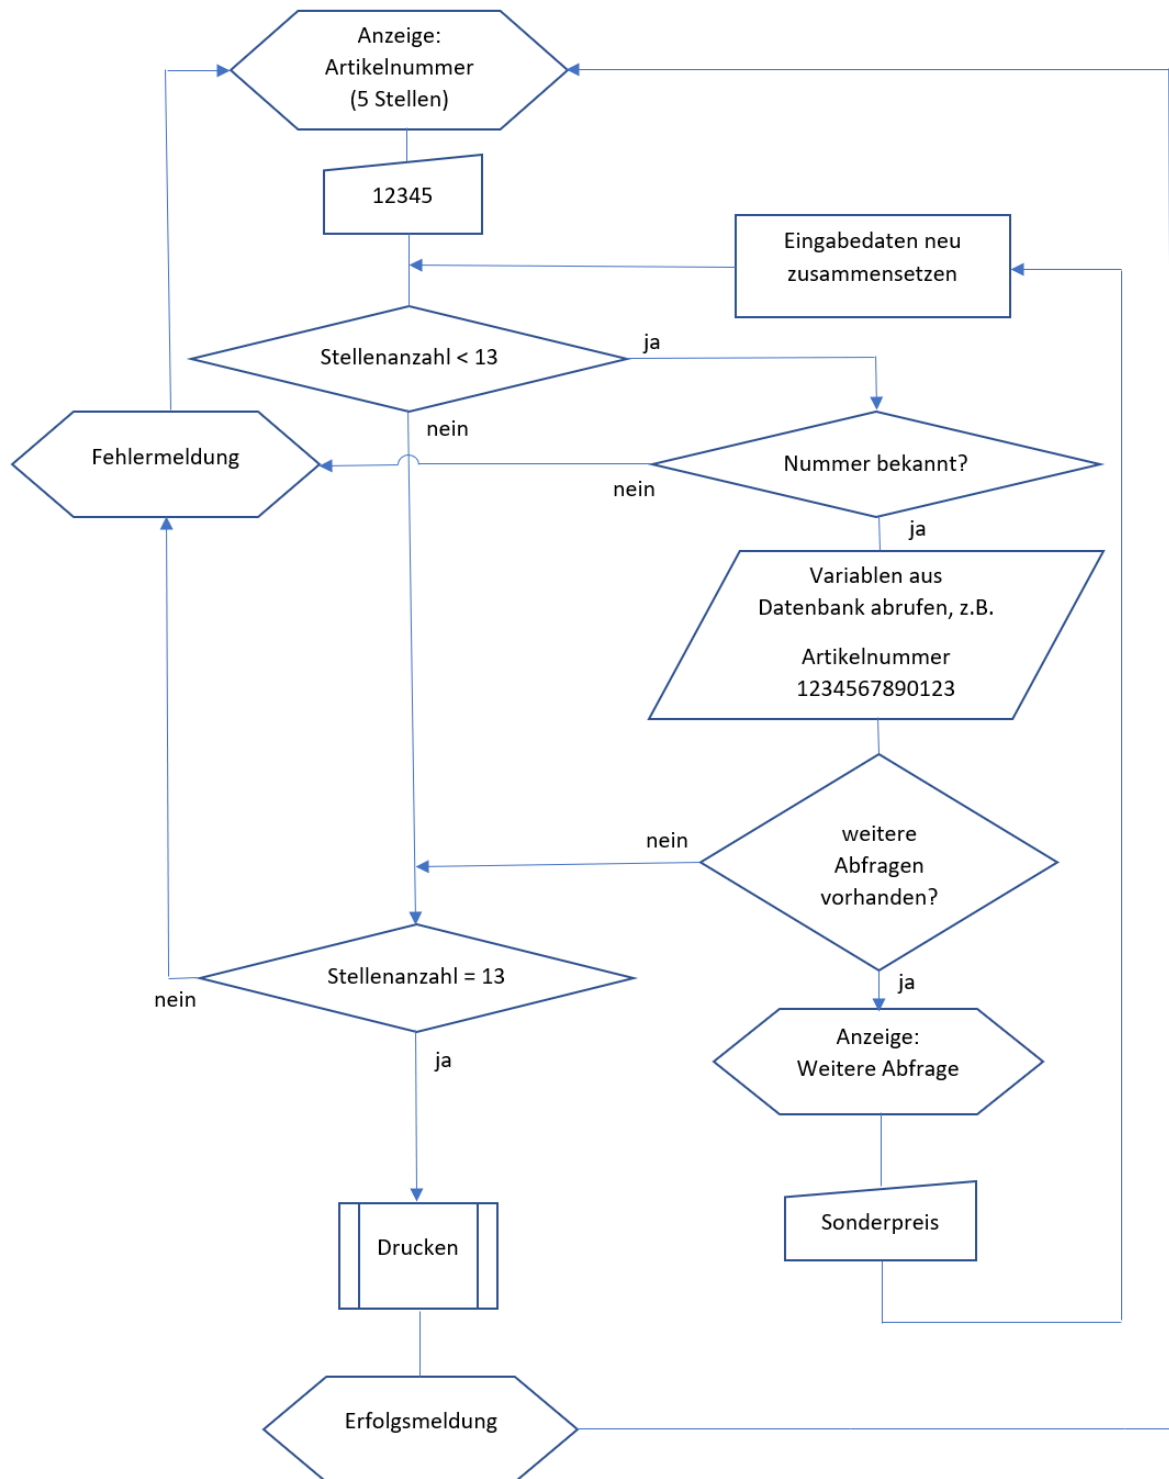 Anzeige:
Artikelnummer
(5 Stellen)
12345
Eingabedaten neu
zusammensetzen
Stellenanzahl < 13
ja
nein
Fehlermeldung
Nummer bekannt?
nein
ja
Variablen aus
Datenbank abrufen, z.B.
Artikelnummer
1234567890123
weitere
Abfragen
vorhanden?
nein
ja
Stellenanzahl = 13
nein
ja
Anzeige:
Weitere Abfrage
Sonderpreis
Drucken
Erfolgsmeldung